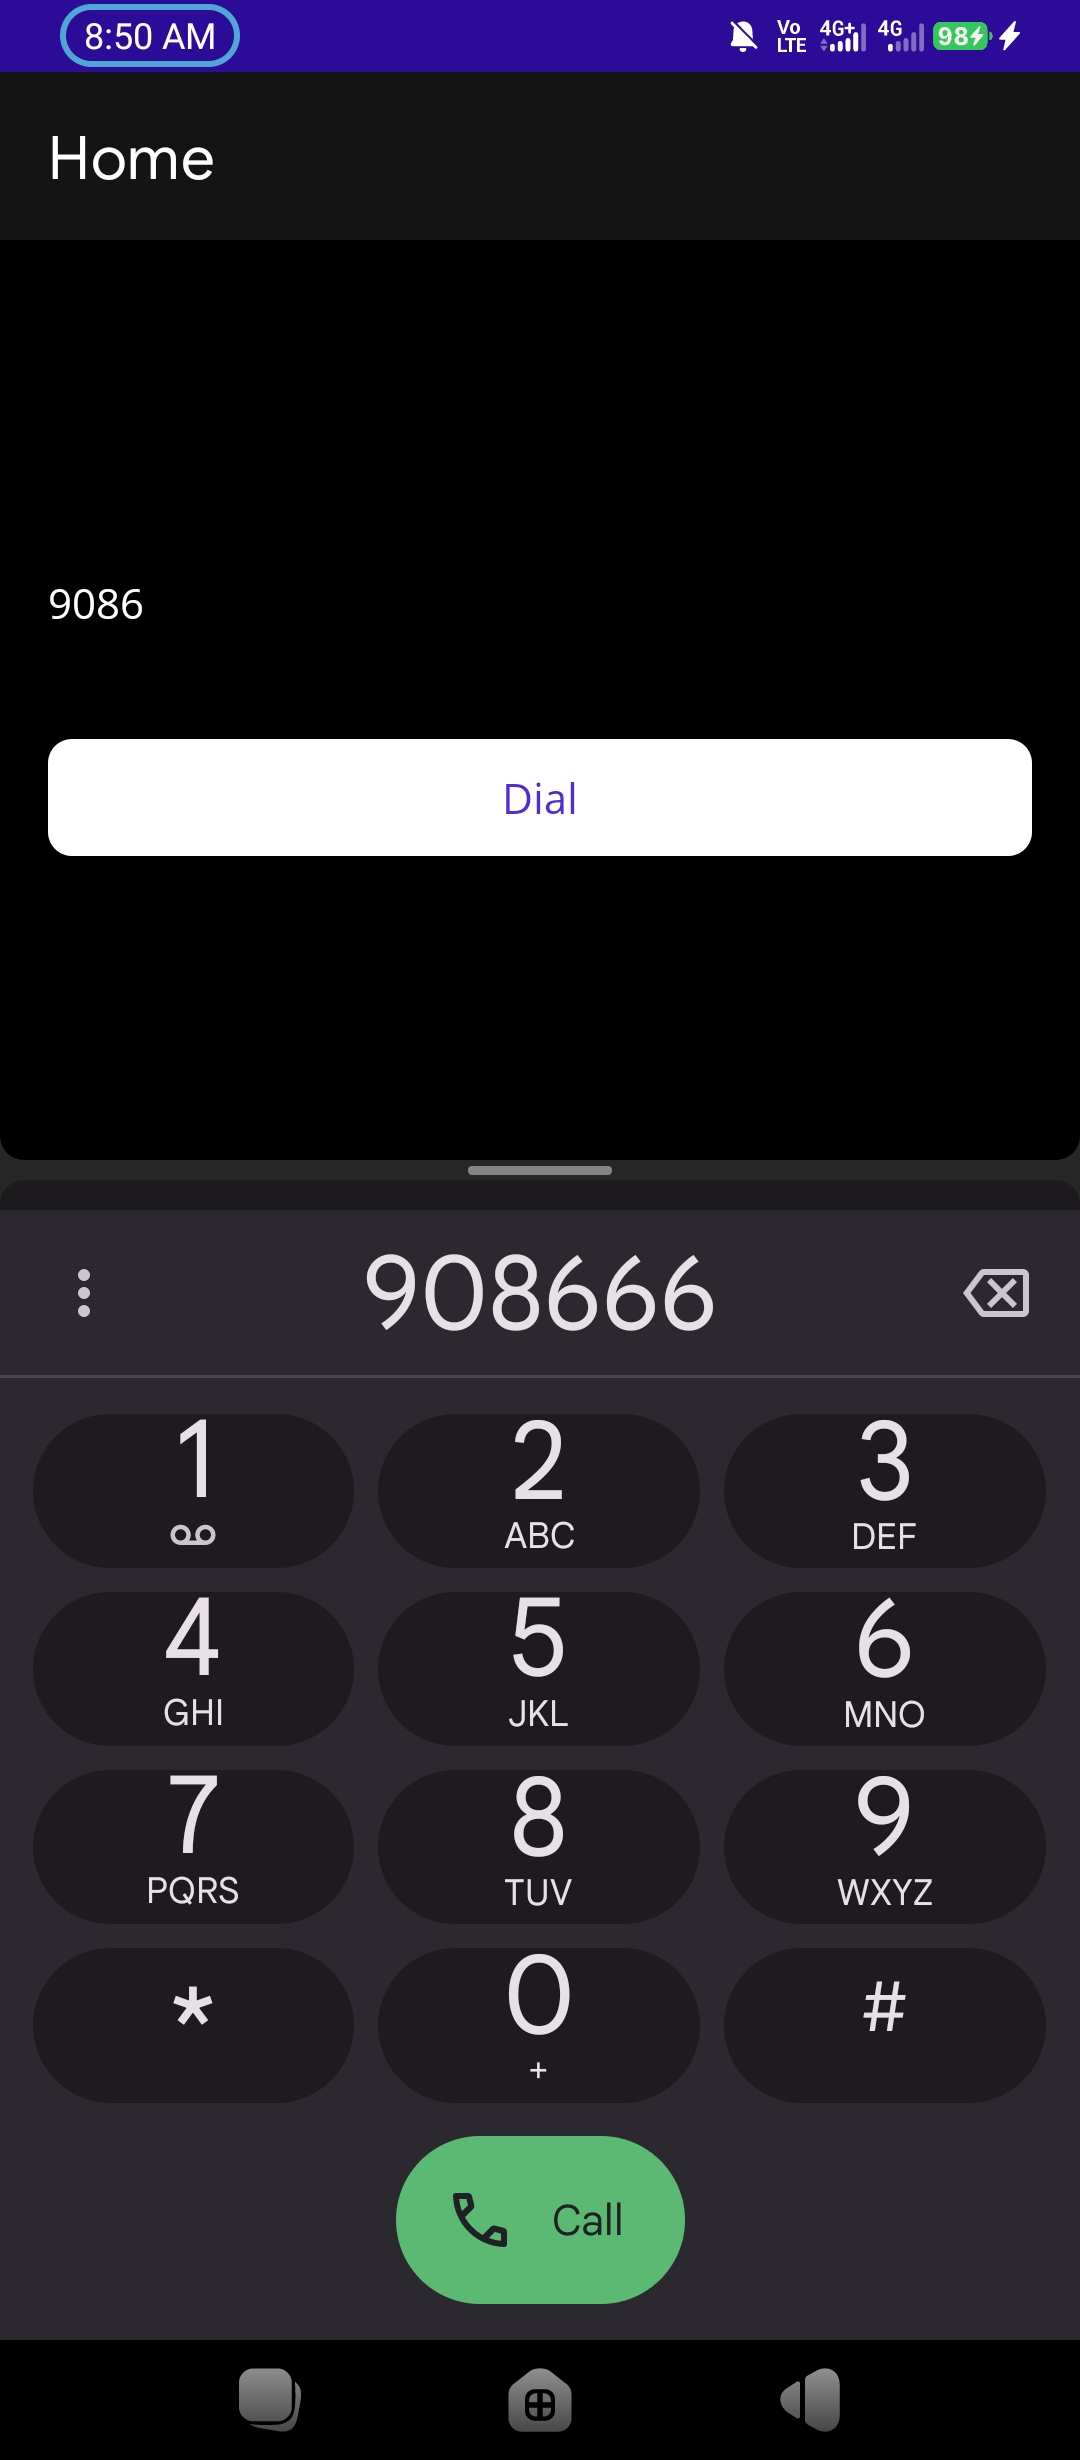 8:50 AM Vo LTE 4G+ 4G 98
Home
9086
Dial
908666
1 2 3
ABC DEF
4 5 6
GHI JKL MNO
7 8 9
PQRS TUV WXYZ
* 0 #
+
Call